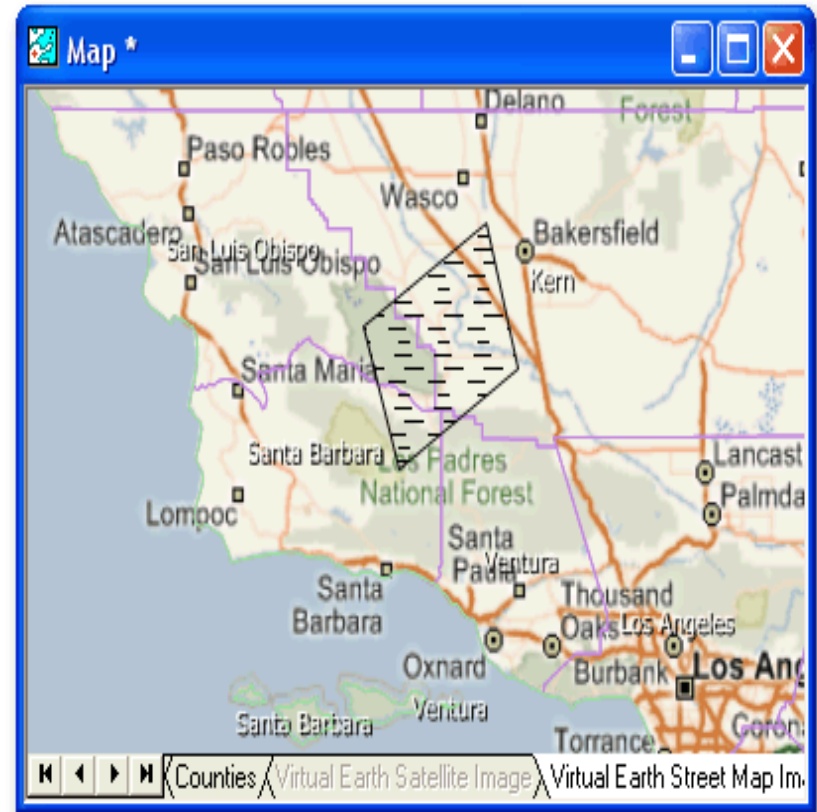 Map *
Delano
Forest
Paso Robles
Wasco
Atascadero
San Luis Obispo
San Luis Obispo
Bakersfield
Kern
Santa Maria
Santa Barbara
Los Padres
National Forest
Lancast
Palmda
Lompoc
Santa
Paula
Ventura
Santa
Barbara
Thousand
Oaks
Los Angeles
Oxnard
Burbank
Los Ang
Santa Barbara
Ventura
Torrance
Corona
Counties
Virtual Earth Satellite Image
Virtual Earth Street Map Im